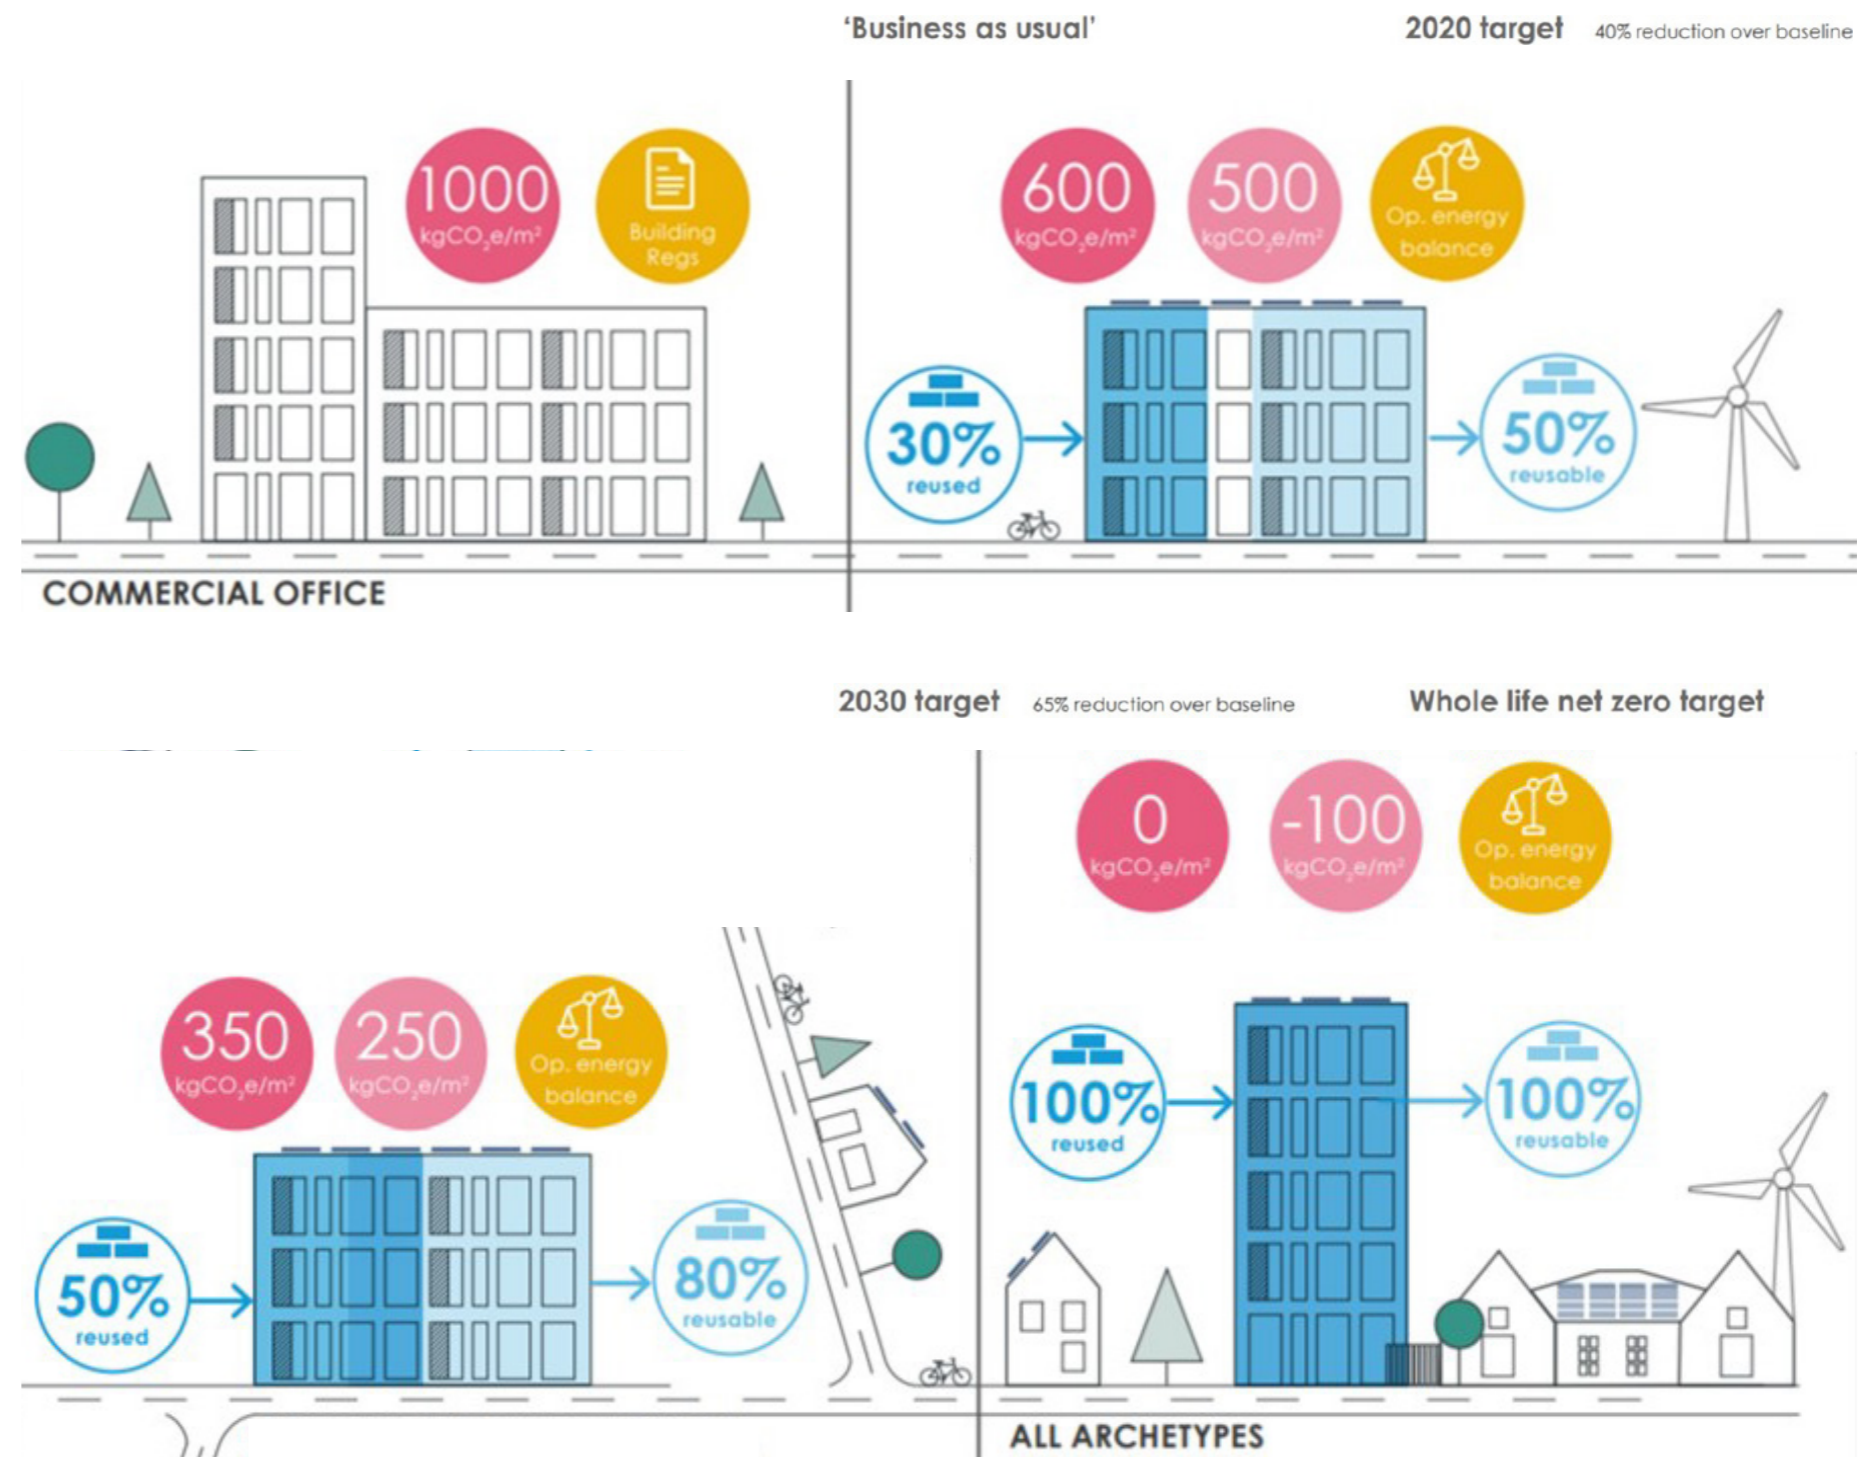 ‘Business as usual’
2020 target 40% reduction over baseline
1000
kgCO₂e/m²
Building
Regs
600
kgCO₂e/m²
500
kgCO₂e/m²
Op. energy
balance
30%
reused
50%
reusable
COMMERCIAL OFFICE
2030 target 65% reduction over baseline
Whole life net zero target
350
kgCO₂e/m²
250
kgCO₂e/m²
Op. energy
balance
50%
reused
80%
reusable
0
kgCO₂e/m²
-100
kgCO₂e/m²
Op. energy
balance
100%
reused
100%
reusable
ALL ARCHETYPES